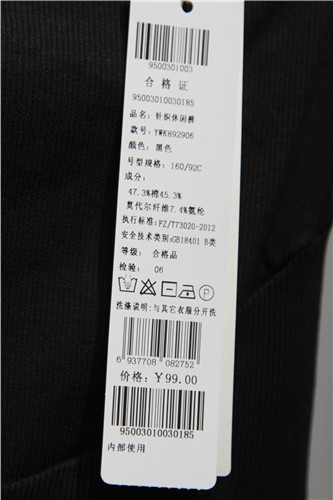 9500301003
合格证
95003010030185
品名:针织休闲裤
款号:YWK892906
颜色:黑色
号型规格:160/92C
成分:
47.3%棉45.3%
莫代尔纤维7.4%氨纶
执行标准:FZ/T73020-2012
安全技术类别:GB18401 B类
等级:合格品
检验: 06
P
洗涤说明:与其它衣服分开洗
6 937708 082752
价格:¥99.00
95003010030185
内部使用